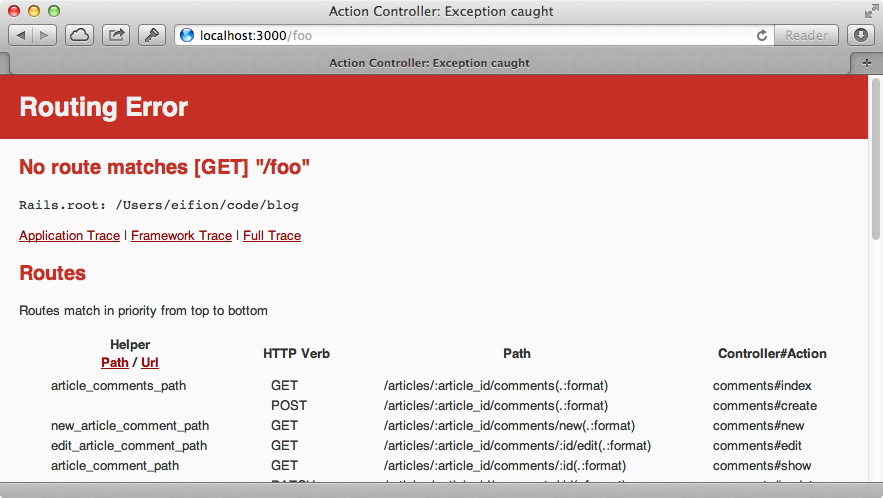 Action Controller: Exception caught
localhost:3000/foo
Reader
Action Controller: Exception caught
Routing Error
No route matches [GET] "/foo"
Rails.root: /Users/eifion/code/blog
Application Trace | Framework Trace | Full Trace
Routes
Routes match in priority from top to bottom
Helper
Path / Url HTTP Verb Path Controller#Action
article_comments_path GET /articles/:article_id/comments(.:format) comments#index
POST /articles/:article_id/comments(.:format) comments#create
new_article_comment_path GET /articles/:article_id/comments/new(.:format) comments#new
edit_article_comment_path GET /articles/:article_id/comments/:id/edit(.:format) comments#edit
article_comment_path GET /articles/:article_id/comments/:id(.:format) comments#show